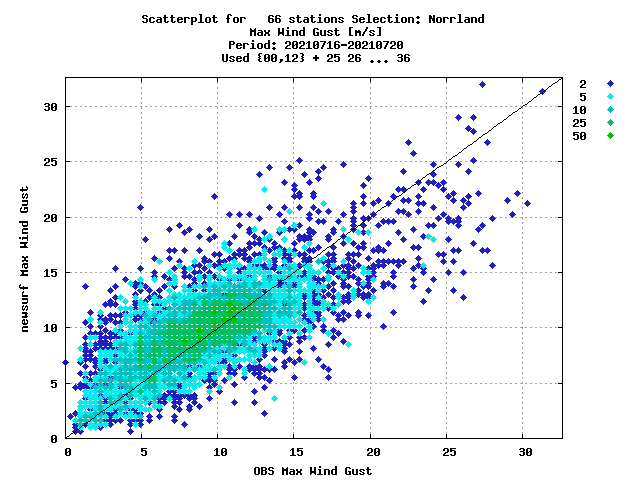 Scatterplot for   66 stations Selection: Norrland
Max Wind Gust [m/s]
Period: 20210716-20210720
Used {00,12} + 25 26 ... 36
2
5
10
25
50
30
25
20
15
10
5
0
newsurf Max Wind Gust
0 5 10 15 20 25 30
OBS Max Wind Gust